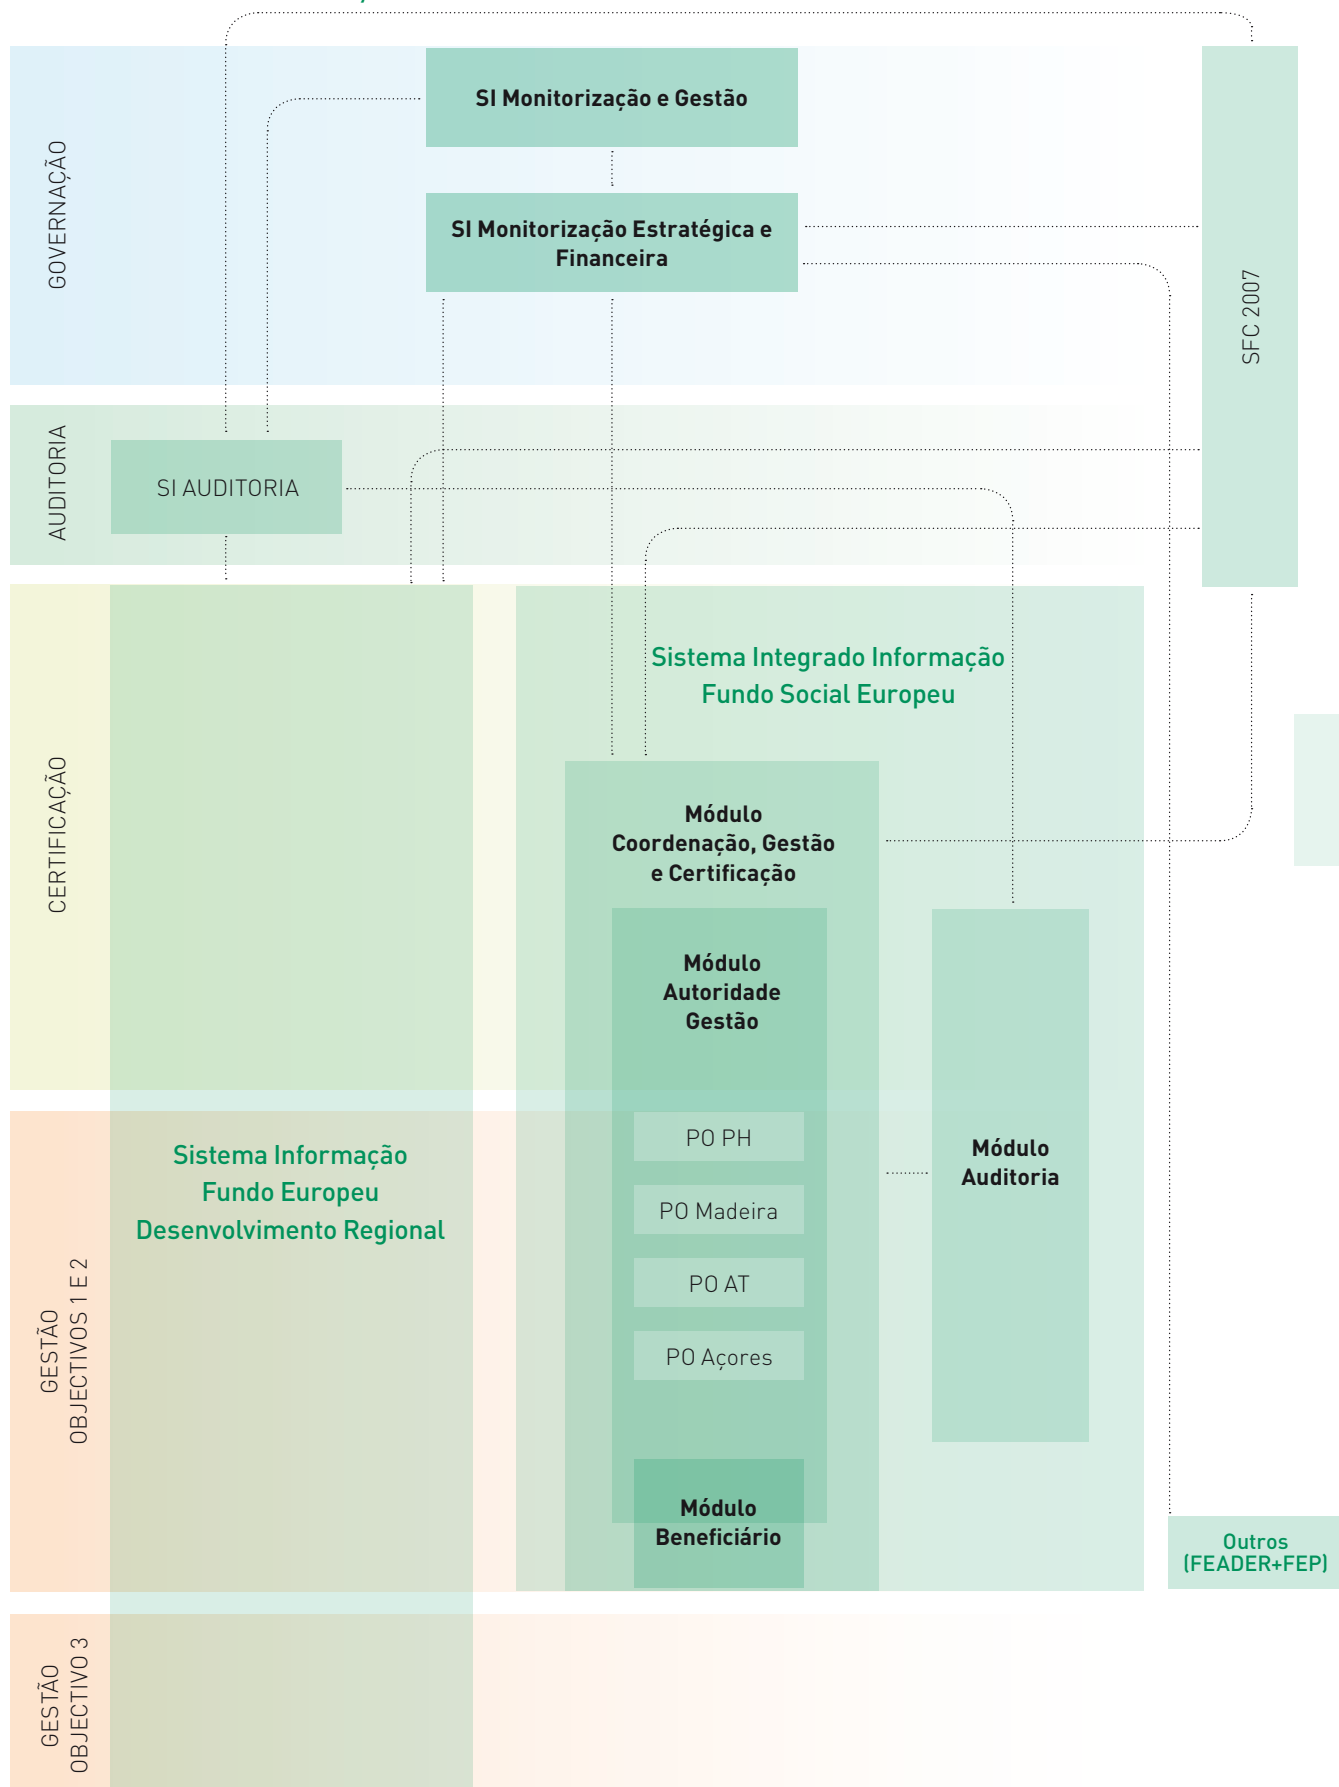 GOVERNAÇÃO
SI Monitorização e Gestão
SI Monitorização Estratégica e
Financeira
SFC 2007
AUDITORIA
SI AUDITORIA
CERTIFICAÇÃO
Sistema Integrado Informação
Fundo Social Europeu
Módulo
Coordenação, Gestão
e Certificação
Módulo
Autoridade
Gestão
GESTÃO
OBJECTIVOS 1 E 2
Sistema Informação
Fundo Europeu
Desenvolvimento Regional
PO PH
PO Madeira
PO AT
PO Açores
Módulo
Auditoria
Módulo
Beneficiário
Outros
(FEADER+FEP)
GESTÃO
OBJECTIVO 3